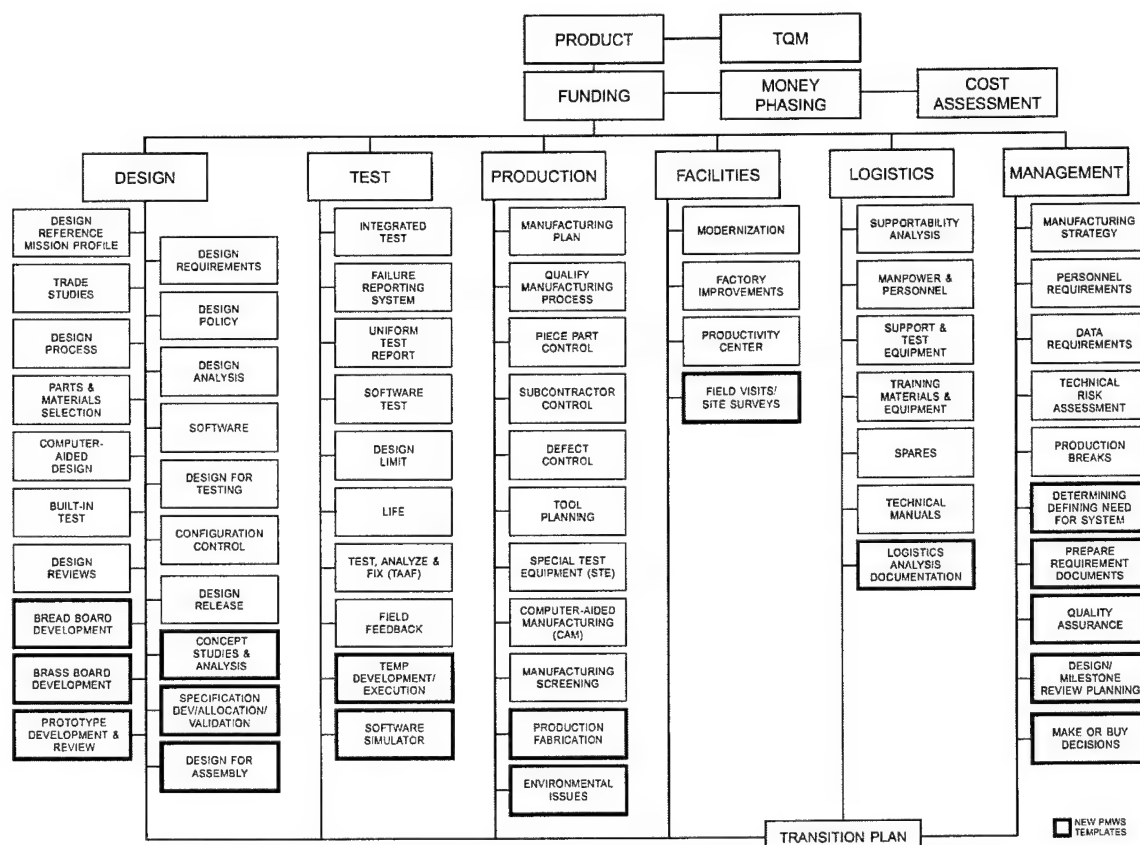 PRODUCT
TQM
FUNDING
MONEY
PHASING
COST
ASSESSMENT
DESIGN
TEST
PRODUCTION
FACILITIES
LOGISTICS
MANAGEMENT
DESIGN
REFERENCE
MISSION PROFILE
TRADE
STUDIES
DESIGN
PROCESS
PARTS &
MATERIALS
SELECTION
COMPUTER-
AIDED
DESIGN
BUILT-IN
TEST
DESIGN
REVIEWS
BREAD BOARD
DEVELOPMENT
BRASS BOARD
DEVELOPMENT
PROTOTYPE
DEVELOPMENT &
REVIEW
DESIGN
REQUIREMENTS
DESIGN
POLICY
DESIGN
ANALYSIS
SOFTWARE
DESIGN FOR
TESTING
CONFIGURATION
CONTROL
DESIGN
RELEASE
CONCEPT
STUDIES &
ANALYSIS
SPECIFICATION
DEV/ALLOCATION/
VALIDATION
DESIGN FOR
ASSEMBLY
INTEGRATED
TEST
FAILURE
REPORTING
SYSTEM
UNIFORM
TEST
REPORT
SOFTWARE
TEST
DESIGN
LIMIT
LIFE
TEST, ANALYZE &
FIX (TAAF)
FIELD
FEEDBACK
TEMP
DEVELOPMENT/
EXECUTION
SOFTWARE
SIMULATOR
MANUFACTURING
PLAN
QUALIFY
MANUFACTURING
PROCESS
PIECE PART
CONTROL
SUBCONTRACTOR
CONTROL
DEFECT
CONTROL
TOOL
PLANNING
SPECIAL TEST
EQUIPMENT (STE)
COMPUTER-AIDED
MANUFACTURING
(CAM)
MANUFACTURING
SCREENING
PRODUCTION
FABRICATION
ENVIRONMENTAL
ISSUES
MODERNIZATION
FACTORY
IMPROVEMENTS
PRODUCTIVITY
CENTER
FIELD VISITS/
SITE SURVEYS
SUPPORTABILITY
ANALYSIS
MANPOWER &
PERSONNEL
SUPPORT &
TEST
EQUIPMENT
TRAINING
MATERIALS &
EQUIPMENT
SPARES
TECHNICAL
MANUALS
LOGISTICS
ANALYSIS
DOCUMENTATION
MANUFACTURING
STRATEGY
PERSONNEL
REQUIREMENTS
DATA
REQUIREMENTS
TECHNICAL
RISK
ASSESSMENT
PRODUCTION
BREAKS
DETERMINING
DEFINING NEED
FOR SYSTEM
PREPARE
REQUIREMENT
DOCUMENTS
QUALITY
ASSURANCE
DESIGN/
MILESTONE
REVIEW PLANNING
MAKE OR BUY
DECISIONS
TRANSITION PLAN
NEW PMWS
TEMPLATES